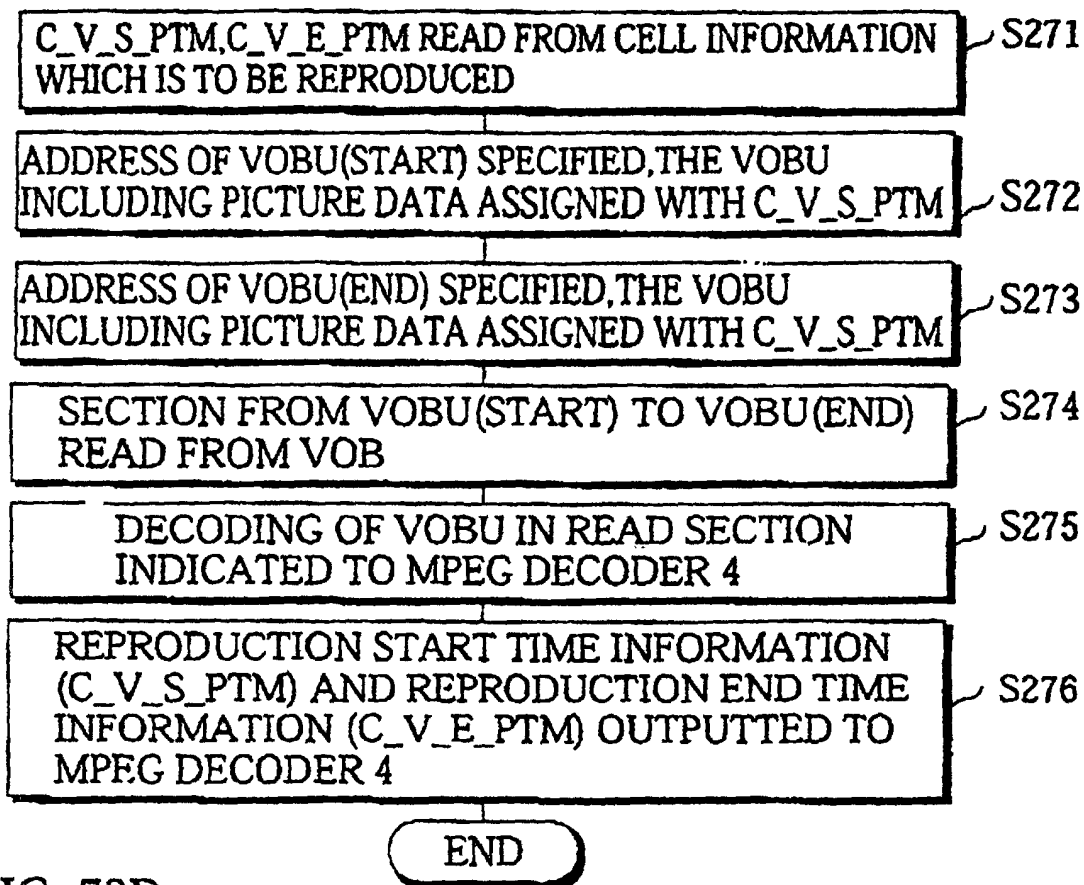 C_V_S_PTM,C_V_E_PTM READ FROM CELL INFORMATION
WHICH IS TO BE REPRODUCED
S271
ADDRESS OF VOBU(START) SPECIFIED,THE VOBU
INCLUDING PICTURE DATA ASSIGNED WITH C_V_S_PTM
S272
ADDRESS OF VOBU(END) SPECIFIED,THE VOBU
INCLUDING PICTURE DATA ASSIGNED WITH C_V_S_PTM
S273
SECTION FROM VOBU(START) TO VOBU(END)
READ FROM VOB
S274
DECODING OF VOBU IN READ SECTION
INDICATED TO MPEG DECODER 4
S275
REPRODUCTION START TIME INFORMATION
(C_V_S_PTM) AND REPRODUCTION END TIME
INFORMATION (C_V_E_PTM) OUTPUTTED TO
MPEG DECODER 4
S276
END